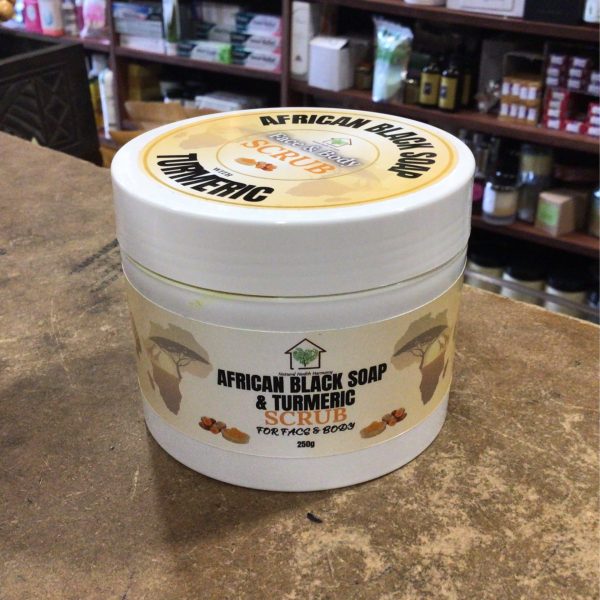 AFRICAN BLACK SOAP
Face & Body
SCRUB
WITH
TURMERIC
Natural Health Harmony
AFRICAN BLACK SOAP
& TURMERIC
SCRUB
FOR FACE & BODY
250g